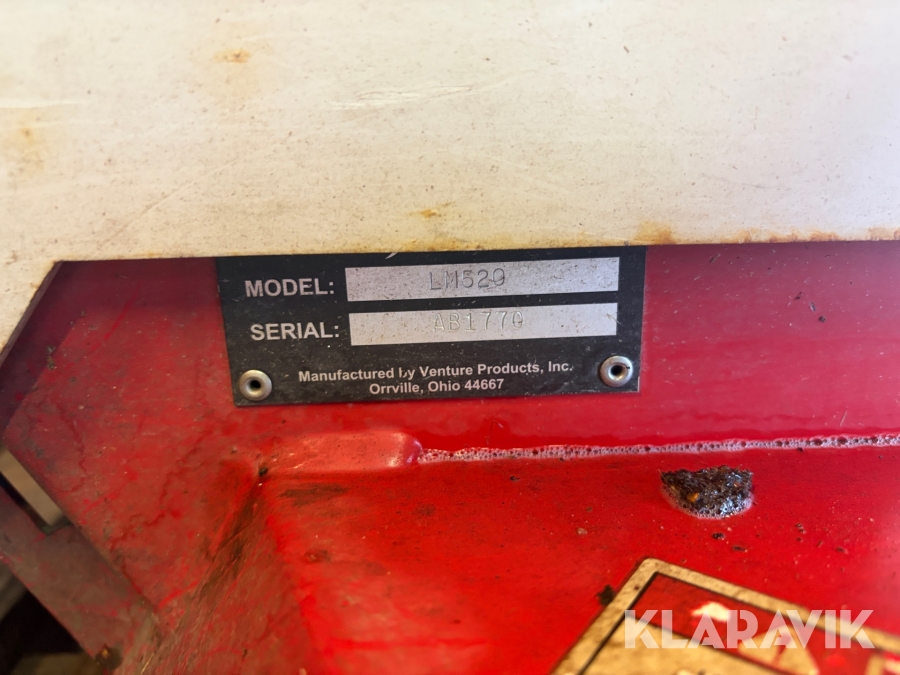 MODEL: LM520
SERIAL: AB1770
Manufactured by Venture Products, Inc.
Orrville, Ohio 44667
KLARAVIK